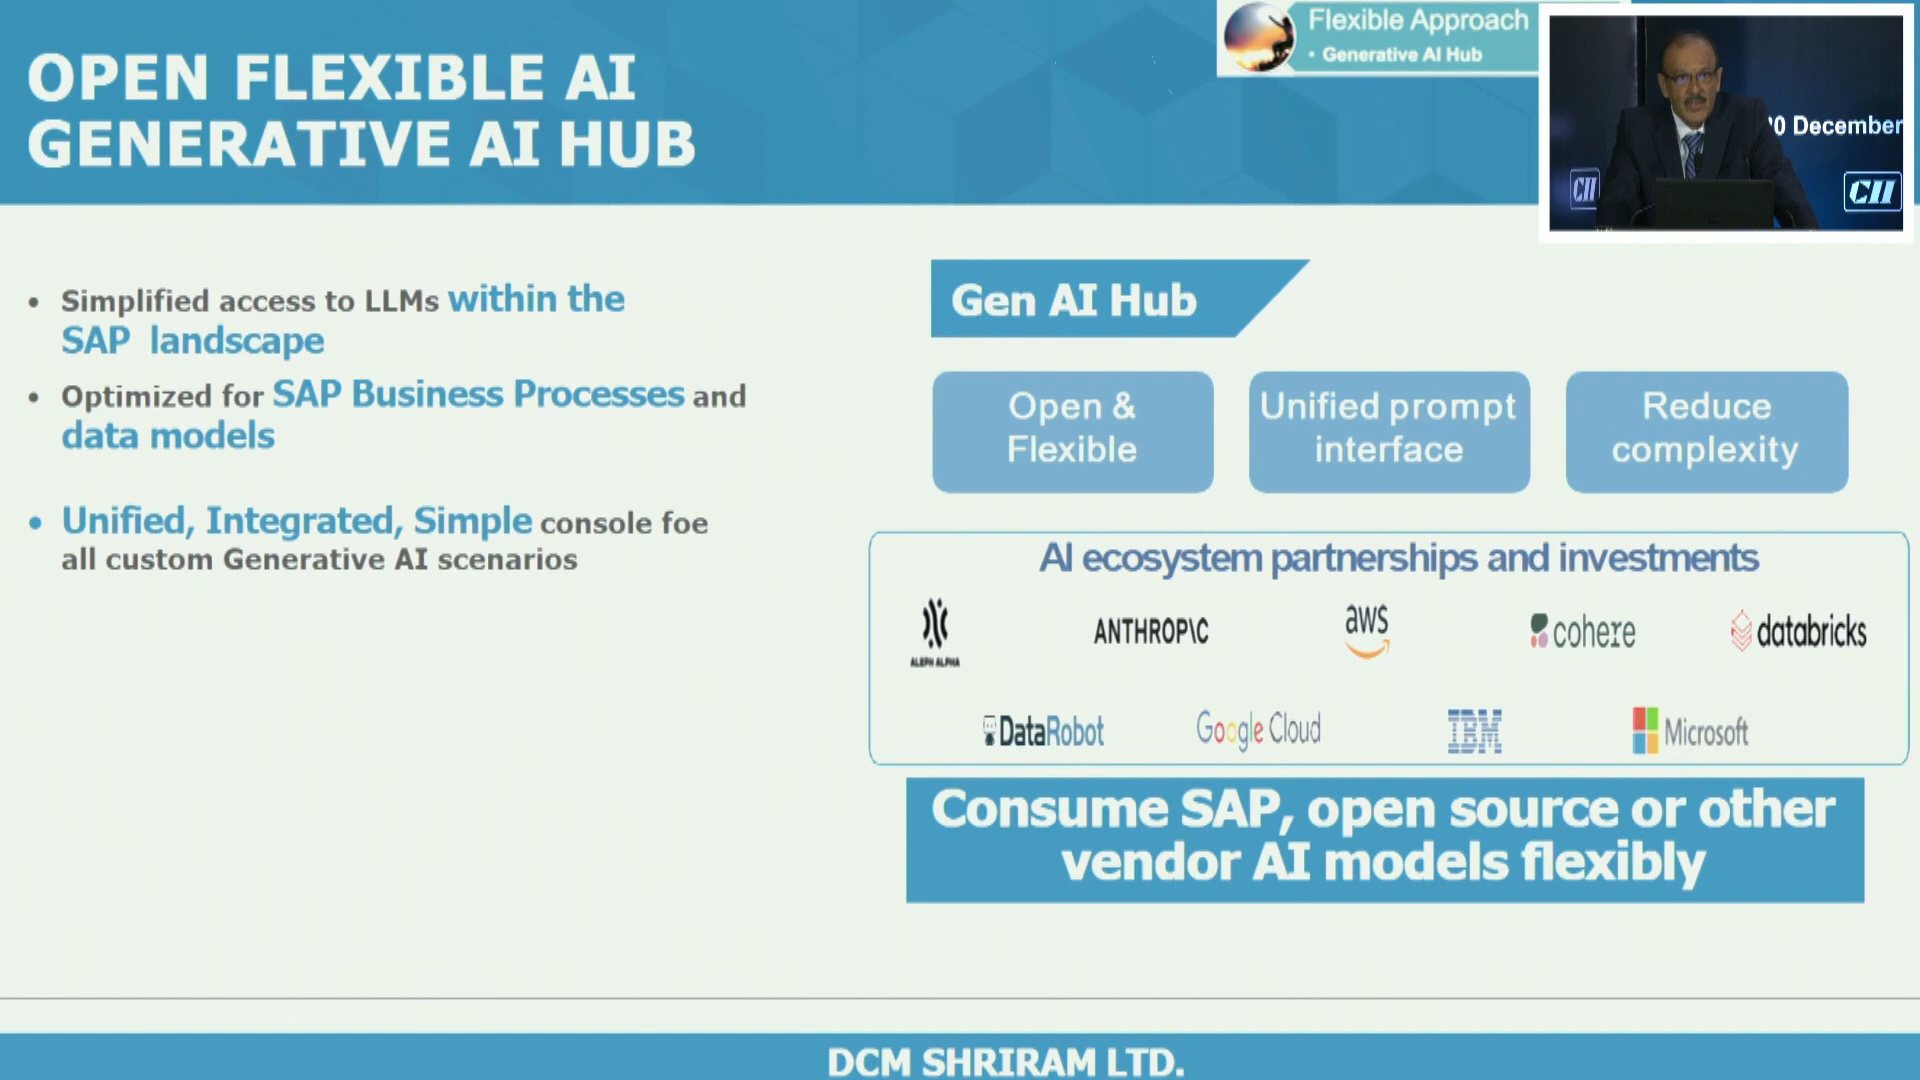 OPEN FLEXIBLE AI
GENERATIVE AI HUB
Flexible Approach
• Generative AI Hub
0 December
CII
CII
• Simplified access to LLMs within the
SAP landscape
• Optimized for SAP Business Processes and
data models
• Unified, Integrated, Simple console foe
all custom Generative AI scenarios
Gen AI Hub
Open &
Flexible
Unified prompt
interface
Reduce
complexity
AI ecosystem partnerships and investments
ALEPH ALPHA
ANTHROP\C
aws
cohere
databricks
DataRobot
Google Cloud
IBM
Microsoft
Consume SAP, open source or other
vendor AI models flexibly
DCM SHRIRAM LTD.